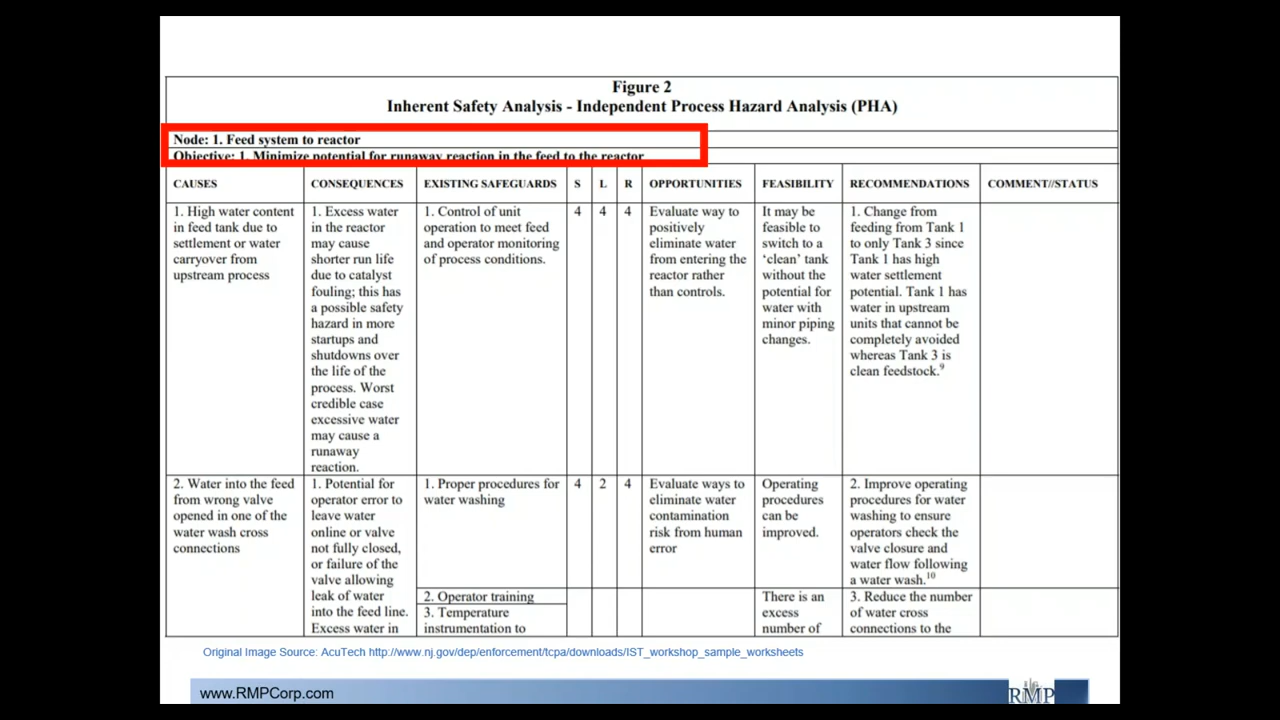 Figure 2
Inherent Safety Analysis - Independent Process Hazard Analysis (PHA)
Node: 1. Feed system to reactor
Objective: 1. Minimize potential for runaway reaction in the feed to the reactor
CAUSES
CONSEQUENCES
EXISTING SAFEGUARDS
S
L
R
OPPORTUNITIES
FEASIBILITY
RECOMMENDATIONS
COMMENT//STATUS
1. High water content
in feed tank due to
settlement or water
carryover from
upstream process
1. Excess water
in the reactor
may cause
shorter run life
due to catalyst
fouling; this has
a possible safety
hazard in more
startups and
shutdowns over
the life of the
process. Worst
credible case
excessive water
may cause a
runaway
reaction.
1. Control of unit
operation to meet feed
and operator monitoring
of process conditions.
4
4
4
Evaluate way to
positively
eliminate water
from entering the
reactor rather
than controls.
It may be
feasible to
switch to a
‘clean’ tank
without the
potential for
water with
minor piping
changes.
1. Change from
feeding from Tank 1
to only Tank 3 since
Tank 1 has high
water settlement
potential. Tank 1 has
water in upstream
units that cannot be
completely avoided
whereas Tank 3 is
clean feedstock.9
2. Water into the feed
from wrong valve
opened in one of the
water wash cross
connections
1. Potential for
operator error to
leave water
online or valve
not fully closed,
or failure of the
valve allowing
leak of water
into the feed line.
Excess water in
1. Proper procedures for
water washing
4
2
4
Evaluate ways to
eliminate water
contamination
risk from human
error
Operating
procedures
can be
improved.
2. Improve operating
procedures for water
washing to ensure
operators check the
valve closure and
water flow following
a water wash.10
2. Operator training
3. Temperature
instrumentation to
There is an
excess
number of
3. Reduce the number
of water cross
connections to the
Original Image Source: AcuTech http://www.nj.gov/dep/enforcement/tcpa/downloads/IST_workshop_sample_worksheets
www.RMPCorp.com
RMP